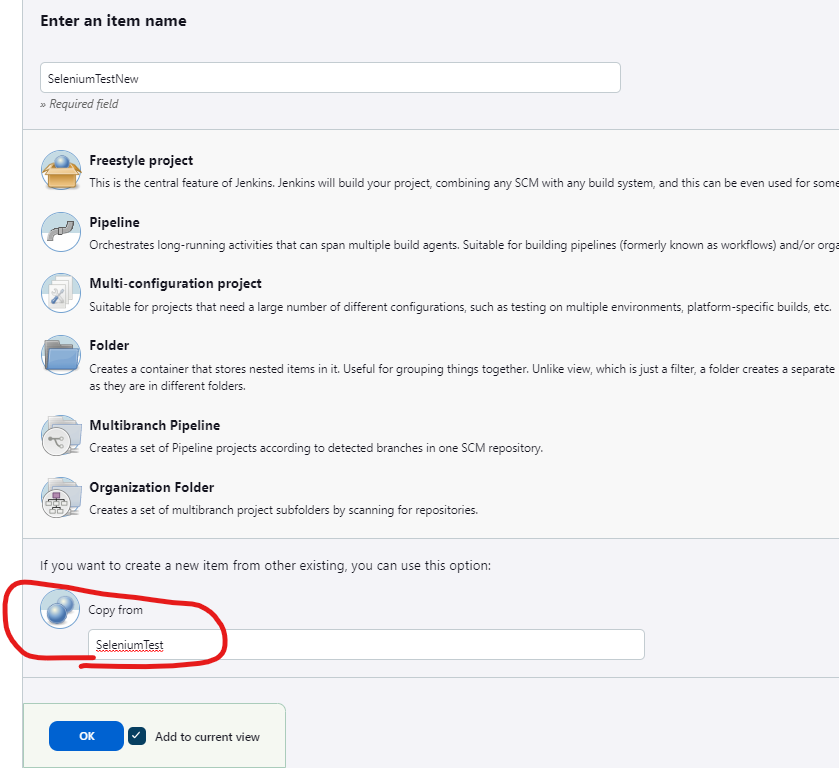 Enter an item name
SeleniumTestNew
» Required field
Freestyle project
This is the central feature of Jenkins. Jenkins will build your project, combining any SCM with any build system, and this can be even used for some
Pipeline
Orchestrates long-running activities that can span multiple build agents. Suitable for building pipelines (formerly known as workflows) and/or orga
Multi-configuration project
Suitable for projects that need a large number of different configurations, such as testing on multiple environments, platform-specific builds, etc.
Folder
Creates a container that stores nested items in it. Useful for grouping things together. Unlike view, which is just a filter, a folder creates a separate
as they are in different folders.
Multibranch Pipeline
Creates a set of Pipeline projects according to detected branches in one SCM repository.
Organization Folder
Creates a set of multibranch project subfolders by scanning for repositories.
If you want to create a new item from other existing, you can use this option:
Copy from
SeleniumTest
OK
Add to current view